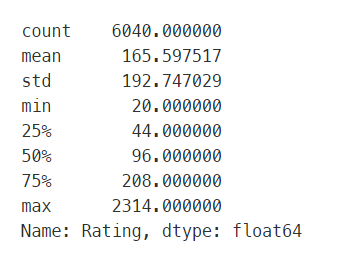 count    6040.000000
mean      165.597517
std       192.747029
min        20.000000
25%        44.000000
50%        96.000000
75%       208.000000
max      2314.000000
Name: Rating, dtype: float64